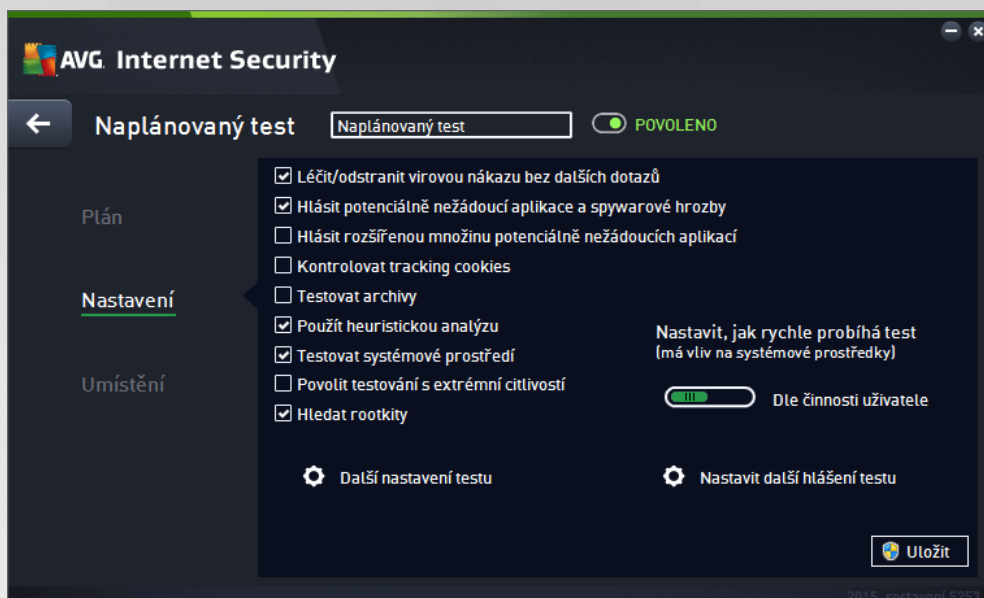 AVG. Internet Security
Naplánovaný test
Naplánovaný test
POVOLENO
Plán
Nastavení
Umístění
Léčit/odstranit virovou nákazu bez dalších dotazů
Hlásit potenciálně nežádoucí aplikace a spywarové hrozby
Hlásit rozšířenou množinu potenciálně nežádoucích aplikací
Kontrolovat tracking cookies
Testovat archivy
Použít heuristickou analýzu
Testovat systémové prostředí
Povolit testování s extrémní citlivostí
Hledat rootkity
Nastavit, jak rychle probíhá test
(má vliv na systémové prostředky)
Dle činnosti uživatele
Další nastavení testu
Nastavit další hlášení testu
Uložit
2015, sestavení 5353